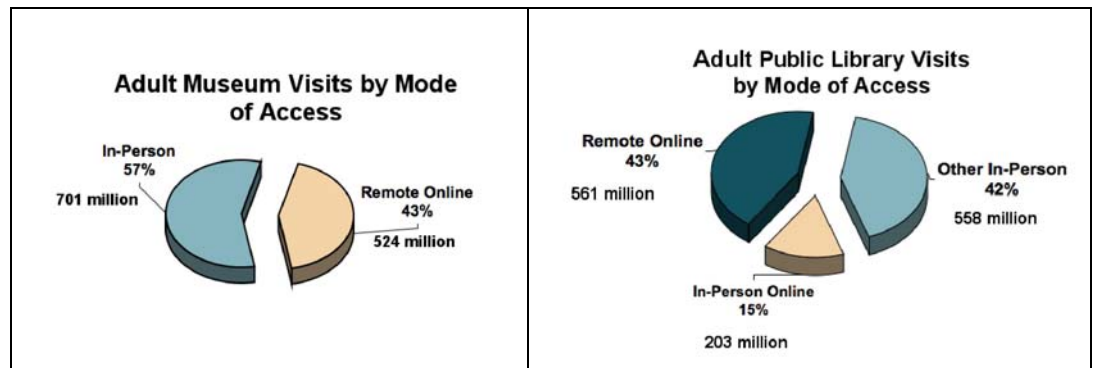 Adult Museum Visits by Mode
of Access
In-Person
57%
701 million
Remote Online
43%
524 million
Adult Public Library Visits
by Mode of Access
Remote Online
43%
561 million
Other In-Person
42%
558 million
In-Person Online
15%
203 million